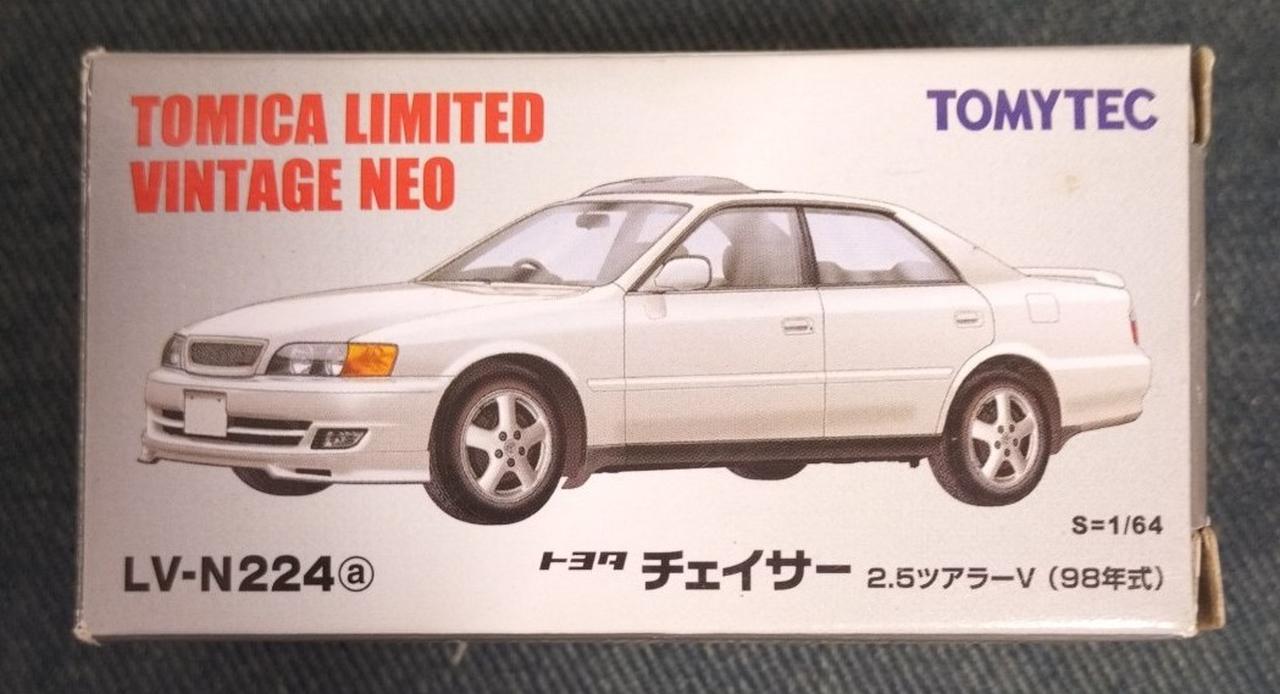 TOMICA LIMITED
VINTAGE NEO
TOMYTEC
S=1/64
LV-N224ⓐ
トヨタ チェイサー 2.5ツアラーV (98年式)